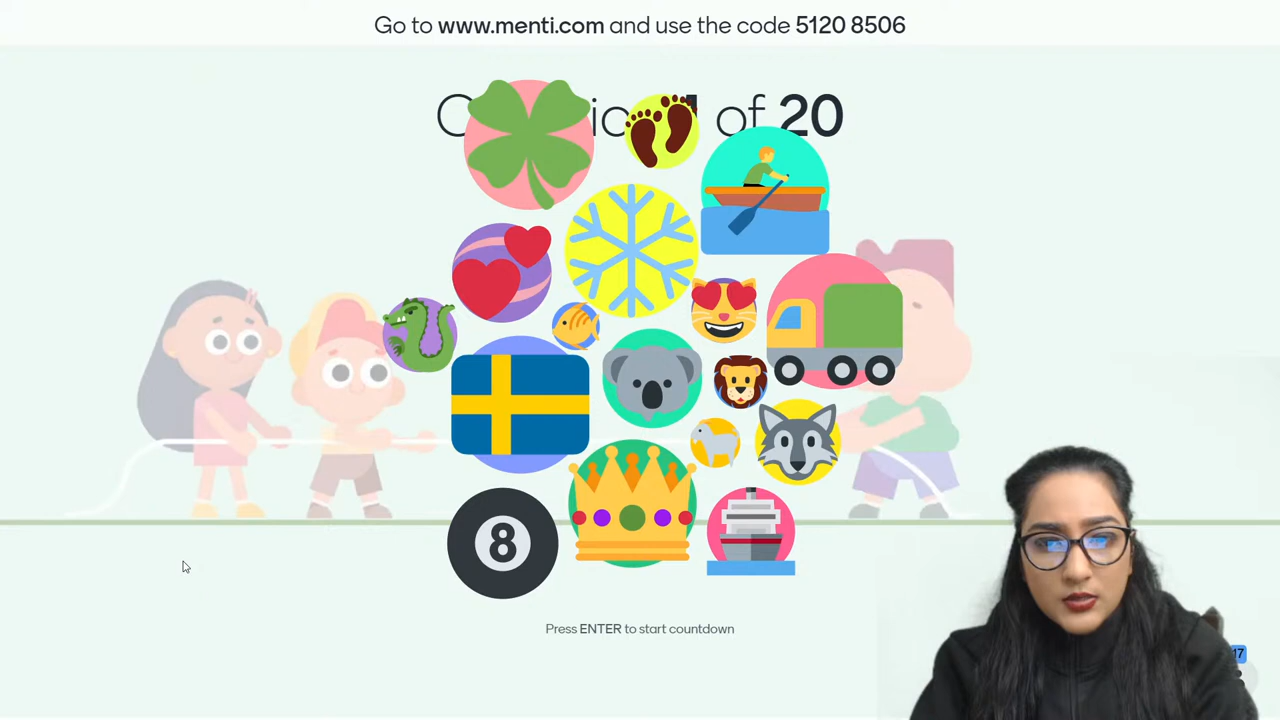 Go to www.menti.com and use the code 5120 8506
of 20
8
Press ENTER to start countdown
17